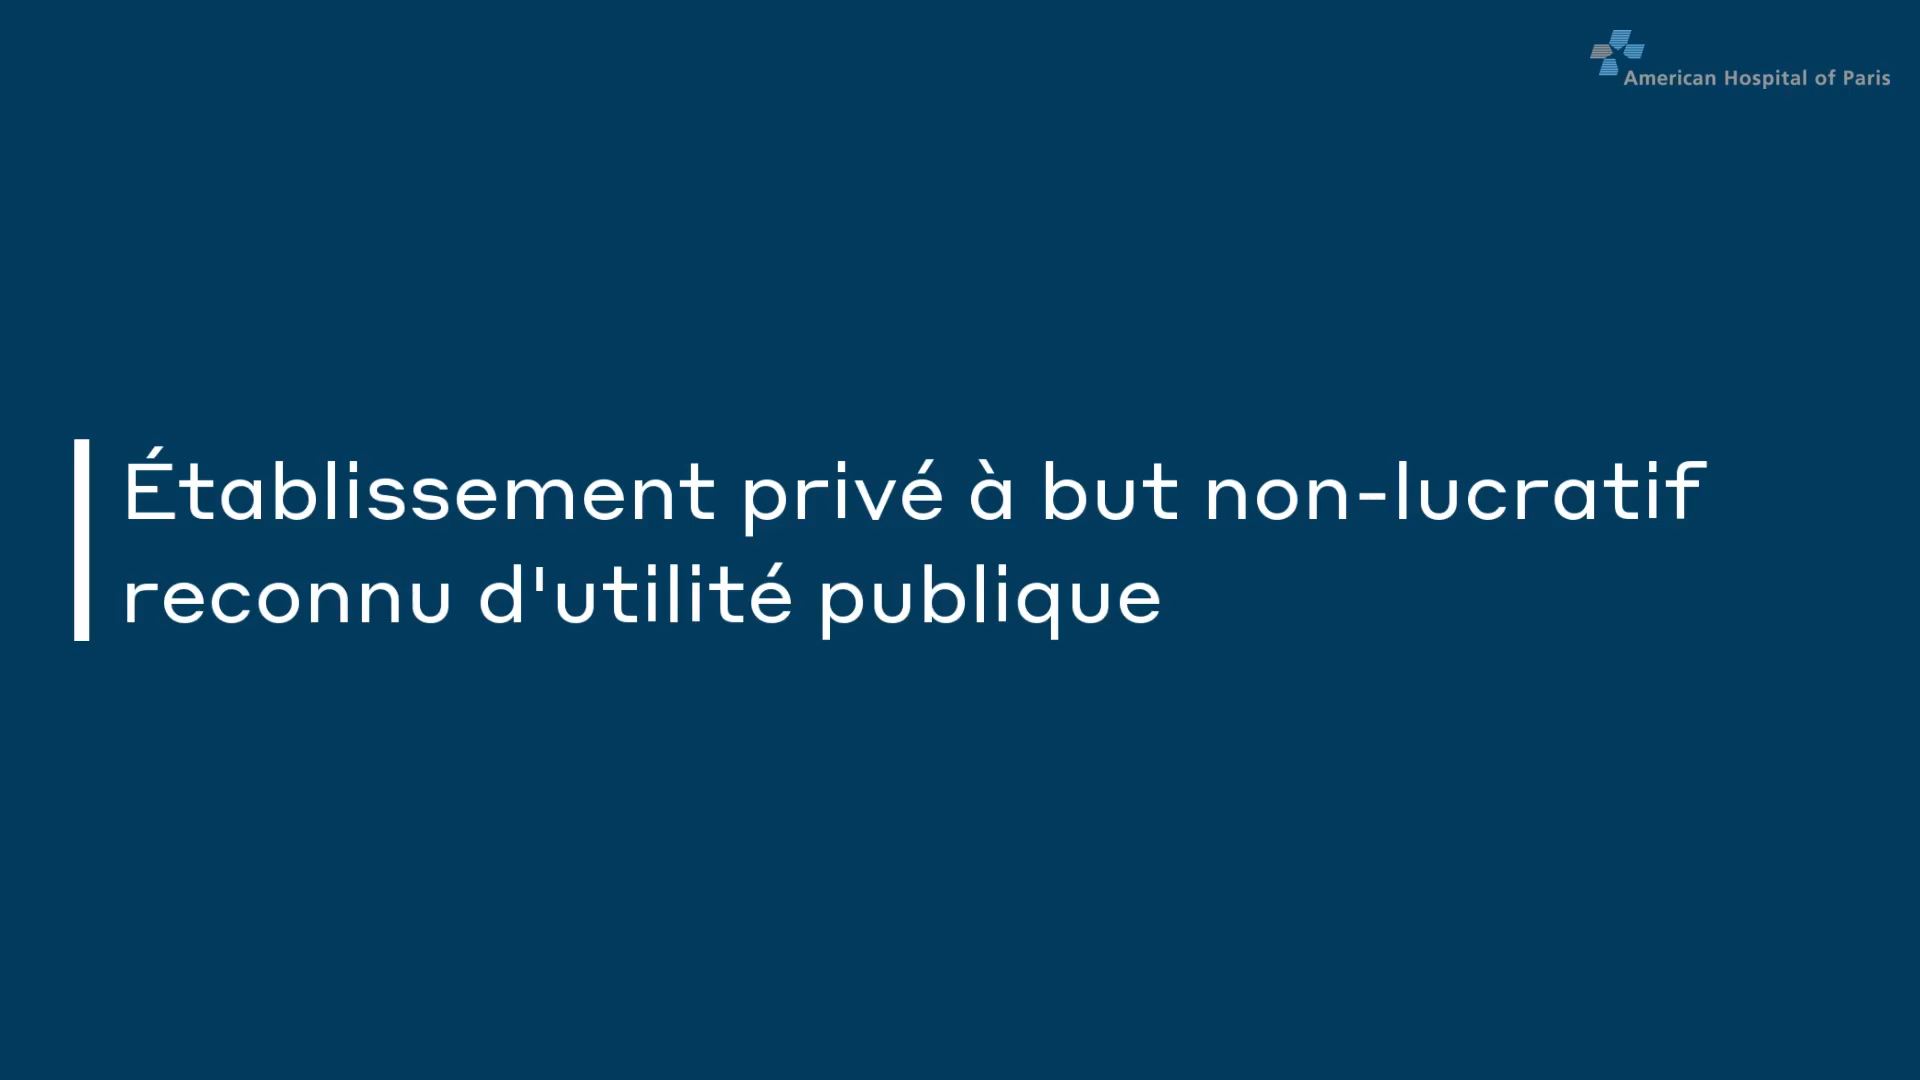 American Hospital of Paris
Établissement privé à but non-lucratif
reconnu d'utilité publique